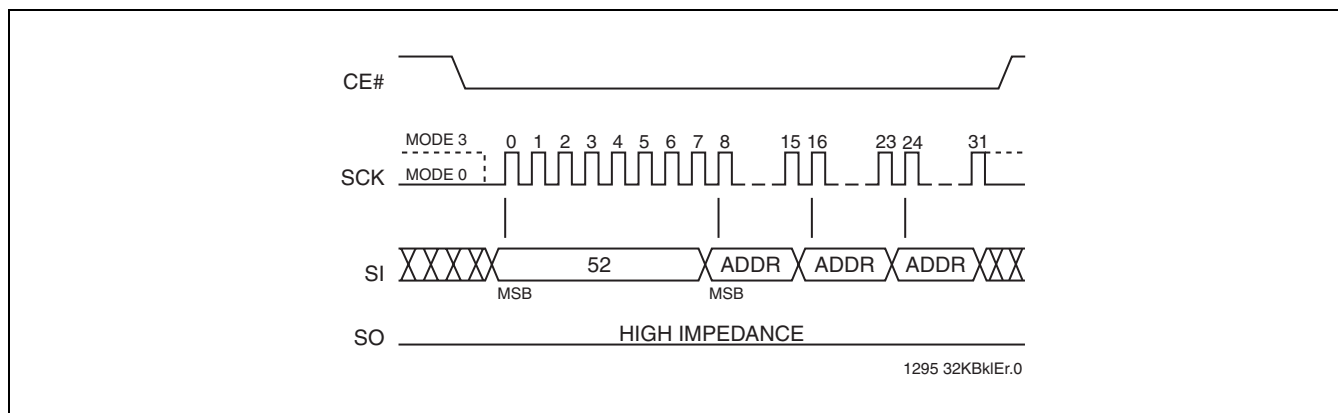 CE#
MODE 3 0 1 2 3 4 5 6 7 8 15 16 23 24 31
SCK MODE 0
SI 52 ADDR ADDR ADDR
MSB MSB
SO HIGH IMPEDANCE
1295 32KBklEr.0